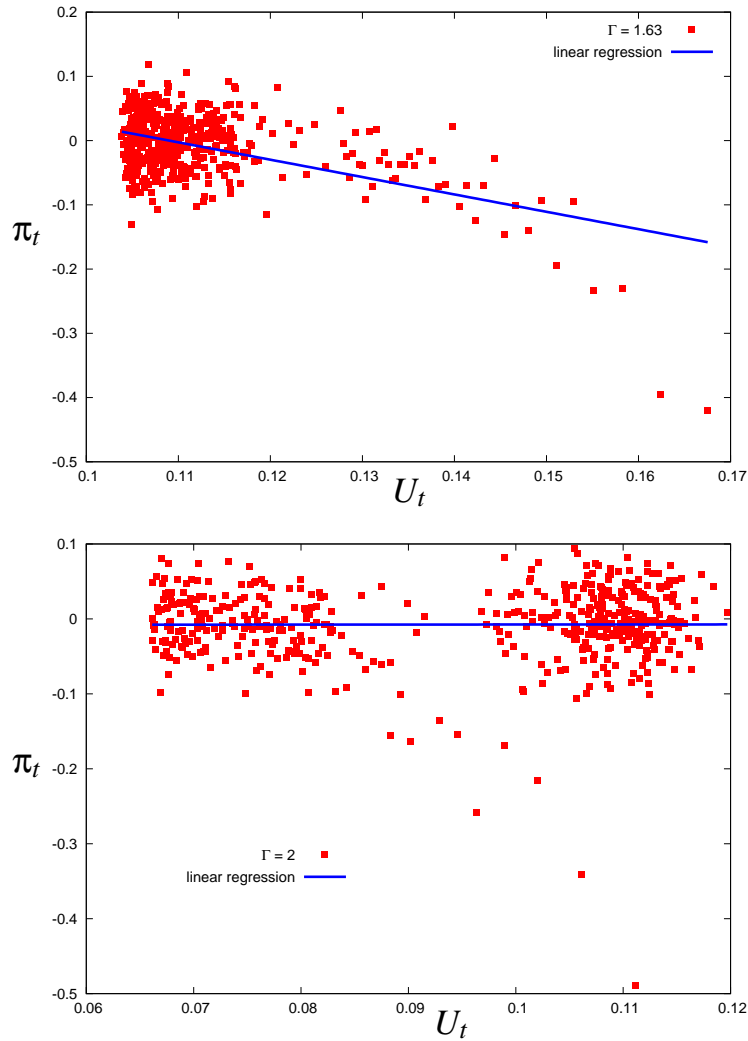 0.2
Γ = 1.63
linear regression
0.1
0
-0.1
π_t
-0.2
-0.3
-0.4
-0.5
0.1 0.11 0.12 0.13 0.14 0.15 0.16 0.17
U_t
0.1
0
-0.1
π_t
-0.2
-0.3
Γ = 2
linear regression
-0.4
-0.5
0.06 0.07 0.08 0.09 0.1 0.11 0.12
U_t